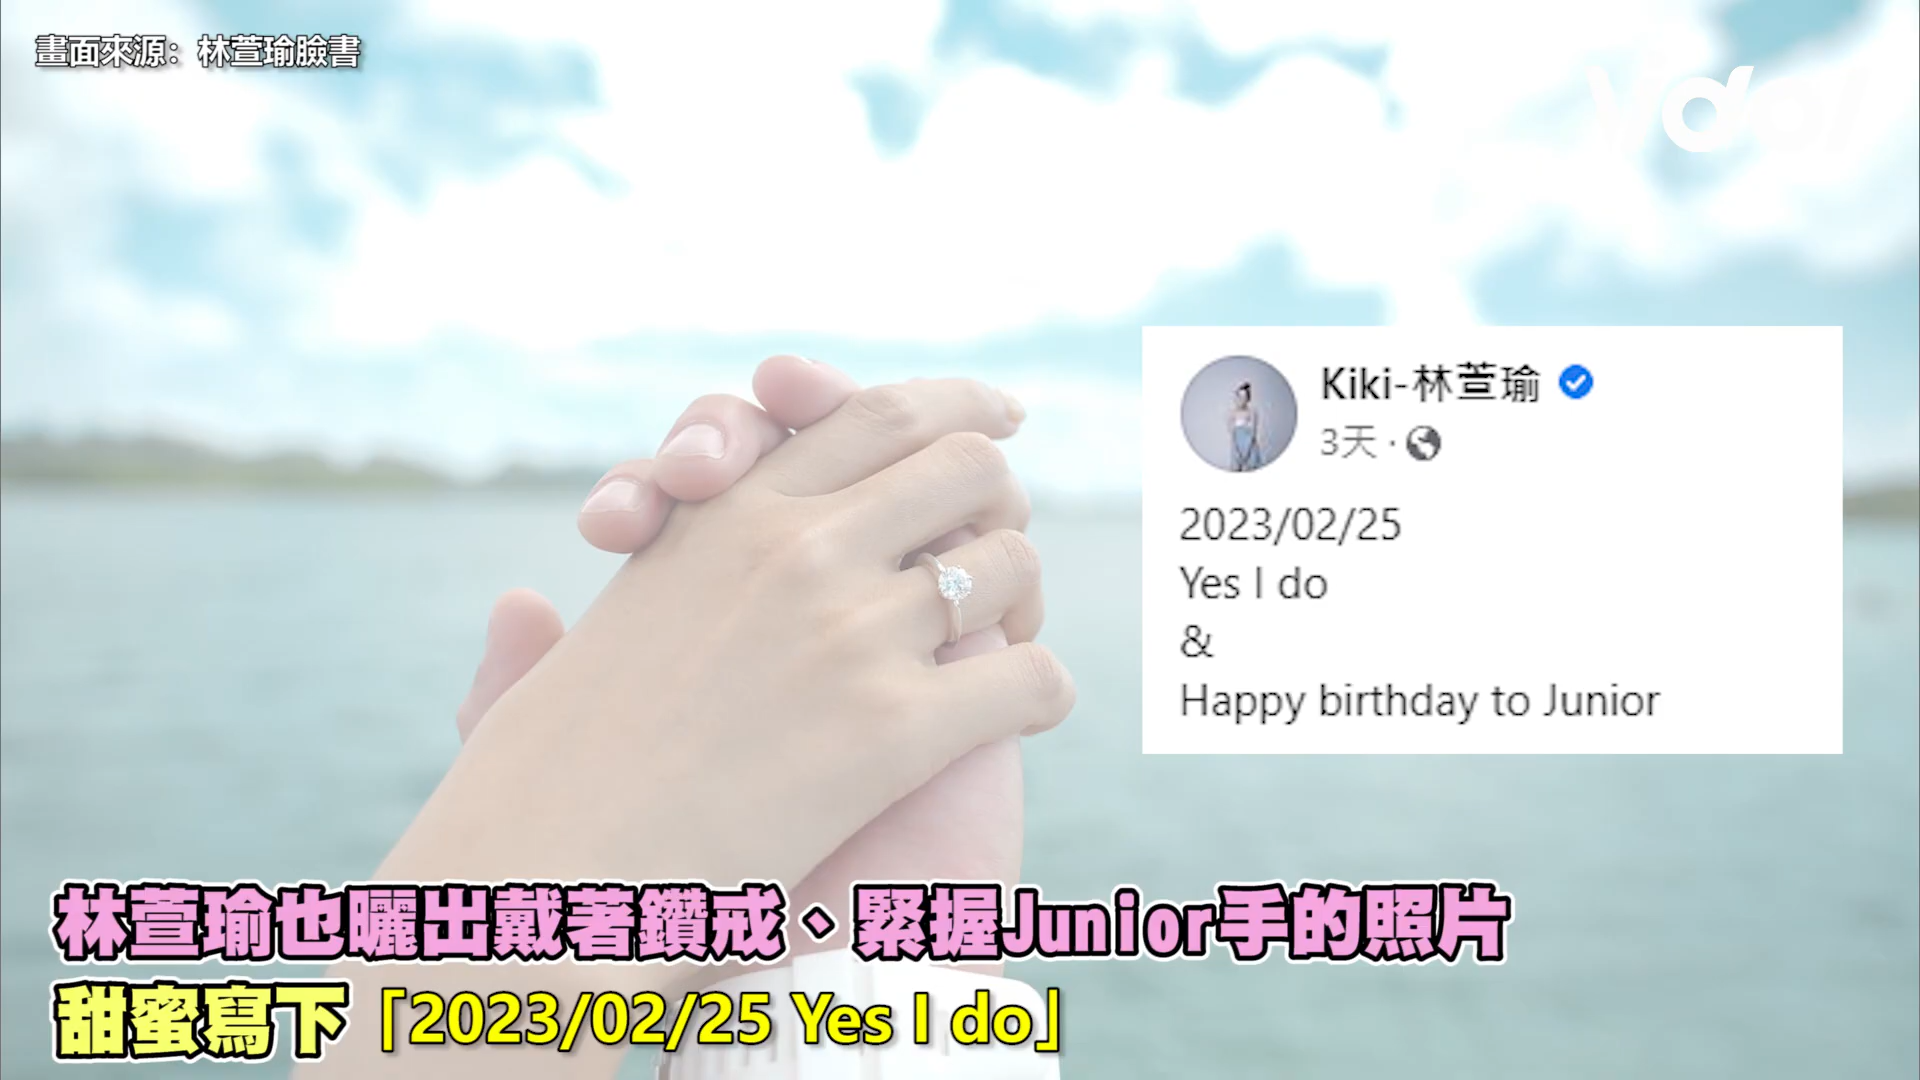 畫面來源：林萱瑜臉書
Vidol
Kiki-林萱瑜
3天 ·
2023/02/25
Yes I do
&
Happy birthday to Junior
林萱瑜也曬出戴著鑽戒、緊握Junior手的照片
甜蜜寫下「2023/02/25 Yes I do」